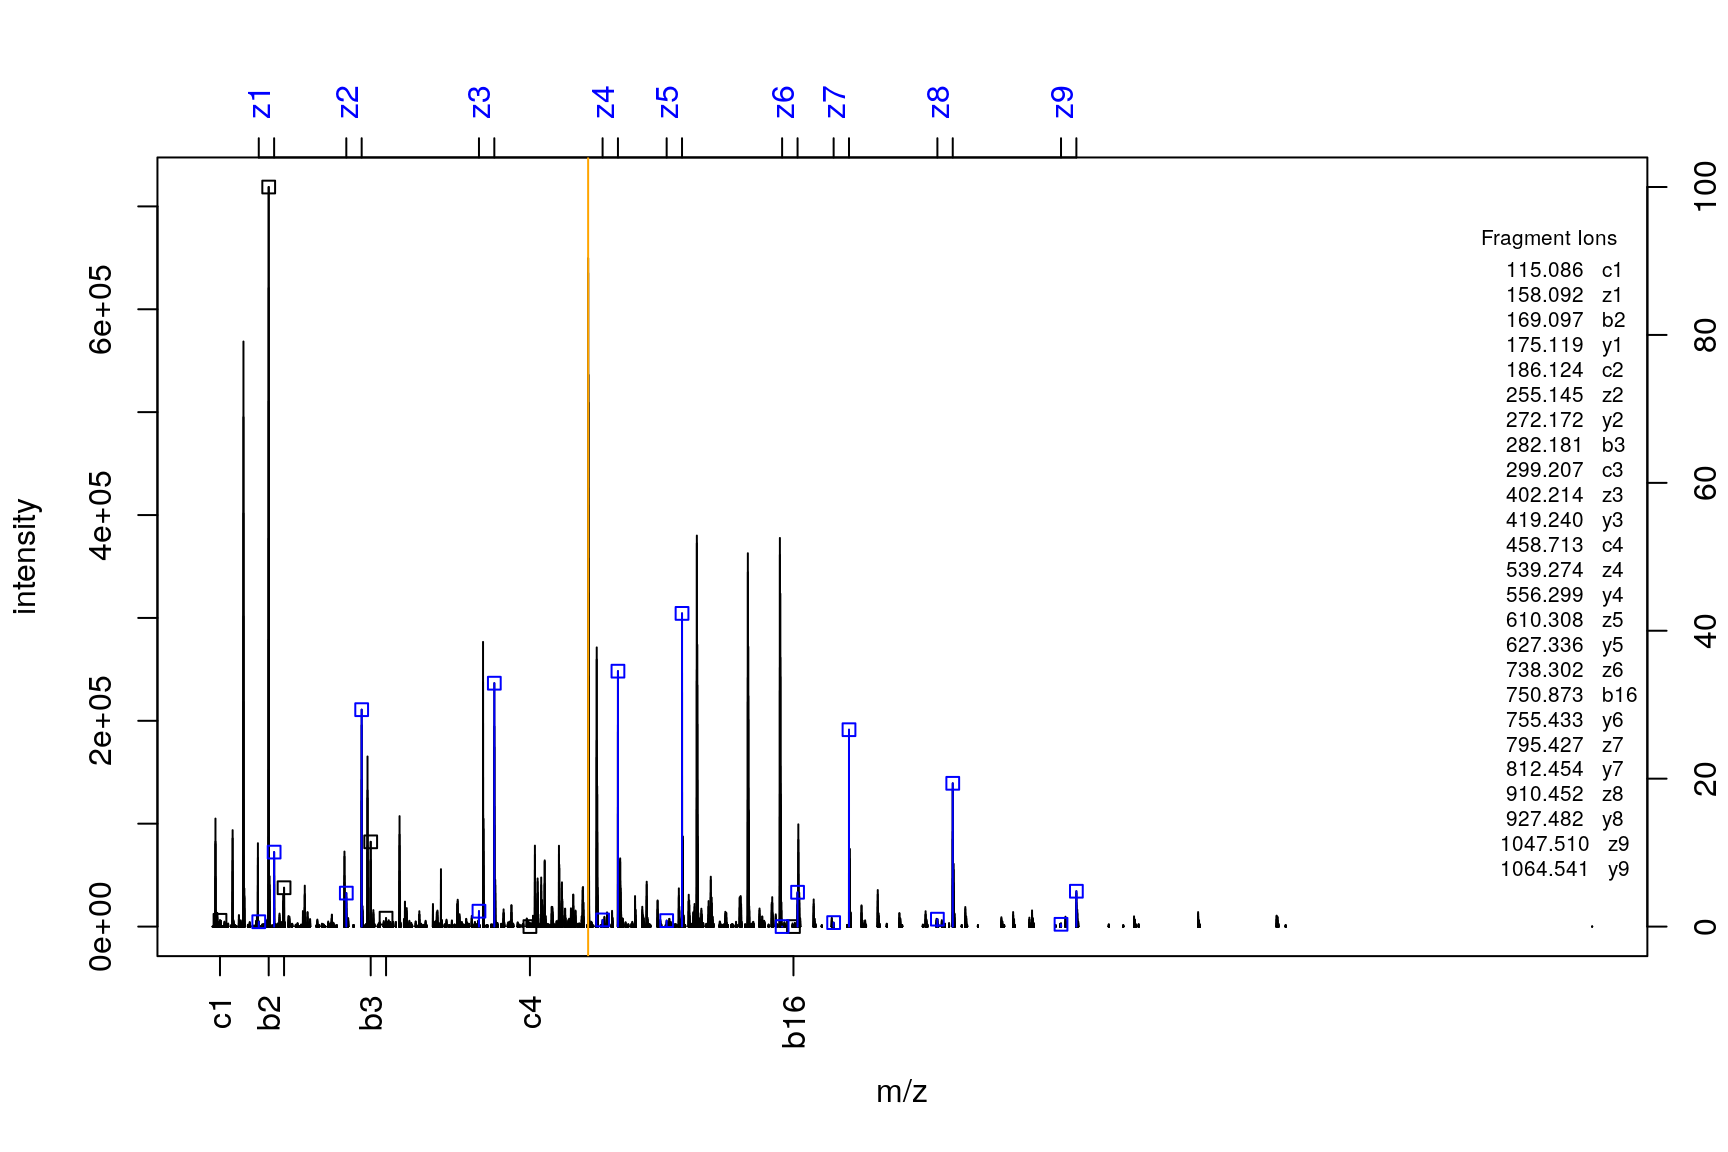 z1 z2 z3 z4 z5 z6 z7 z8 z9
intensity
0e+00 2e+05 4e+05 6e+05
0 20 40 60 80 100
Fragment Ions
115.086 c1
158.092 z1
169.097 b2
175.119 y1
186.124 c2
255.145 z2
272.172 y2
282.181 b3
299.207 c3
402.214 z3
419.240 y3
458.713 c4
539.274 z4
556.299 y4
610.308 z5
627.336 y5
738.302 z6
750.873 b16
755.433 y6
795.427 z7
812.454 y7
910.452 z8
927.482 y8
1047.510 z9
1064.541 y9
c1 b2 b3 c4 b16
m/z